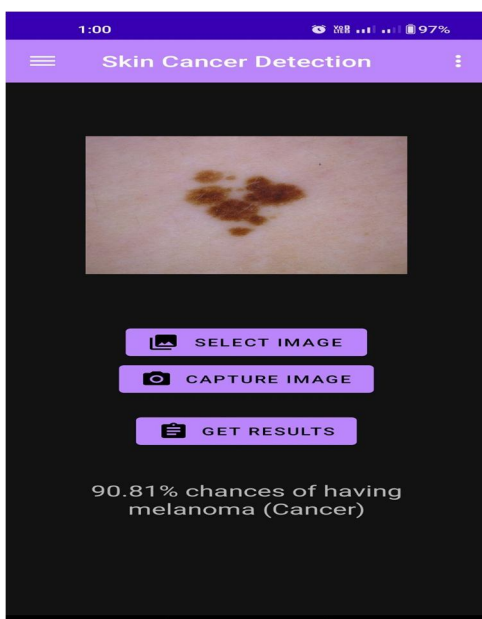 1:00 97%
Skin Cancer Detection
SELECT IMAGE
CAPTURE IMAGE
GET RESULTS
90.81% chances of having
melanoma (Cancer)